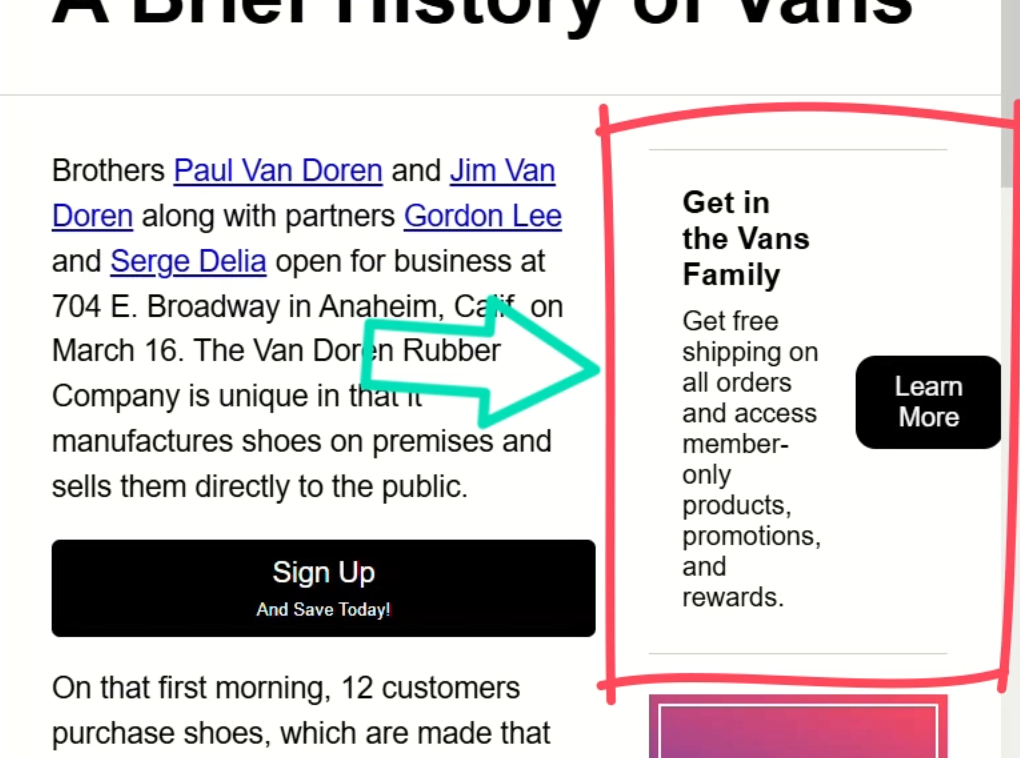 A Brief History of Vans
Brothers Paul Van Doren and Jim Van
Doren along with partners Gordon Lee
and Serge Delia open for business at
704 E. Broadway in Anaheim, Calif. on
March 16. The Van Doren Rubber
Company is unique in that it
manufactures shoes on premises and
sells them directly to the public.
Sign Up
And Save Today!
On that first morning, 12 customers
purchase shoes, which are made that
Get in
the Vans
Family
Get free
shipping on
all orders
and access
member-
only
products,
promotions,
and
rewards.
Learn
More